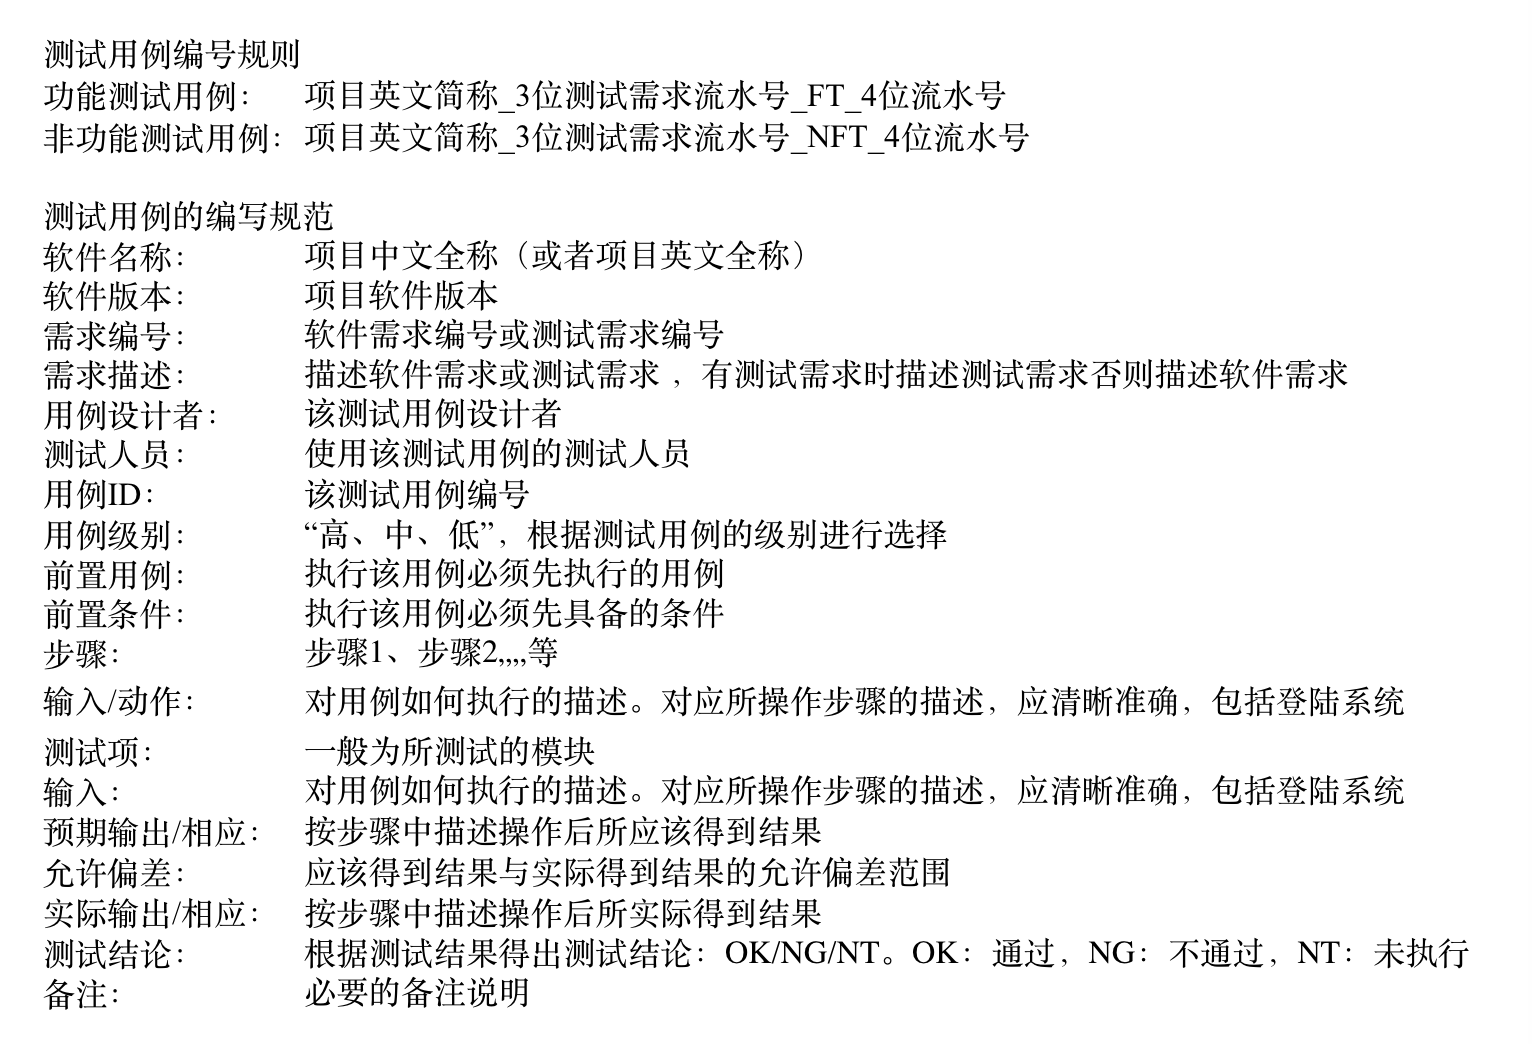 测试用例编号规则
功能测试用例： 项目英文简称_3位测试需求流水号_FT_4位流水号
非功能测试用例： 项目英文简称_3位测试需求流水号_NFT_4位流水号
测试用例的编写规范
软件名称： 项目中文全称（或者项目英文全称）
软件版本： 项目软件版本
需求编号： 软件需求编号或测试需求编号
需求描述： 描述软件需求或测试需求 ，有测试需求时描述测试需求否则描述软件需求
用例设计者： 该测试用例设计者
测试人员： 使用该测试用例的测试人员
用例ID： 该测试用例编号
用例级别： “高、中、低”，根据测试用例的级别进行选择
前置用例： 执行该用例必须先执行的用例
前置条件： 执行该用例必须先具备的条件
步骤： 步骤1、步骤2,,,,等
输入/动作： 对用例如何执行的描述。对应所操作步骤的描述，应清晰准确，包括登陆系统
测试项： 一般为所测试的模块
输入： 对用例如何执行的描述。对应所操作步骤的描述，应清晰准确，包括登陆系统
预期输出/相应： 按步骤中描述操作后所应该得到结果
允许偏差： 应该得到结果与实际得到结果的允许偏差范围
实际输出/相应： 按步骤中描述操作后所实际得到结果
测试结论： 根据测试结果得出测试结论：OK/NG/NT。OK：通过，NG：不通过，NT：未执行
备注： 必要的备注说明